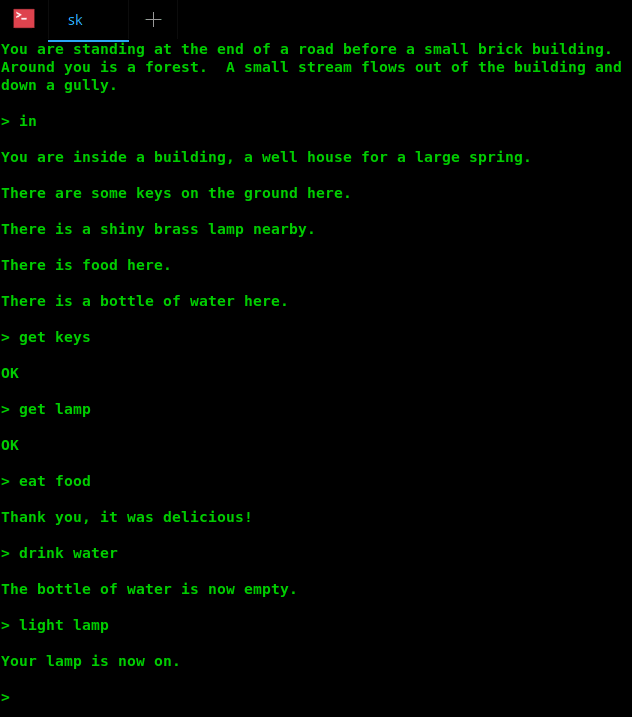 sk
You are standing at the end of a road before a small brick building.
Around you is a forest.  A small stream flows out of the building and
down a gully.
> in
You are inside a building, a well house for a large spring.
There are some keys on the ground here.
There is a shiny brass lamp nearby.
There is food here.
There is a bottle of water here.
> get keys
OK
> get lamp
OK
> eat food
Thank you, it was delicious!
> drink water
The bottle of water is now empty.
> light lamp
Your lamp is now on.
>